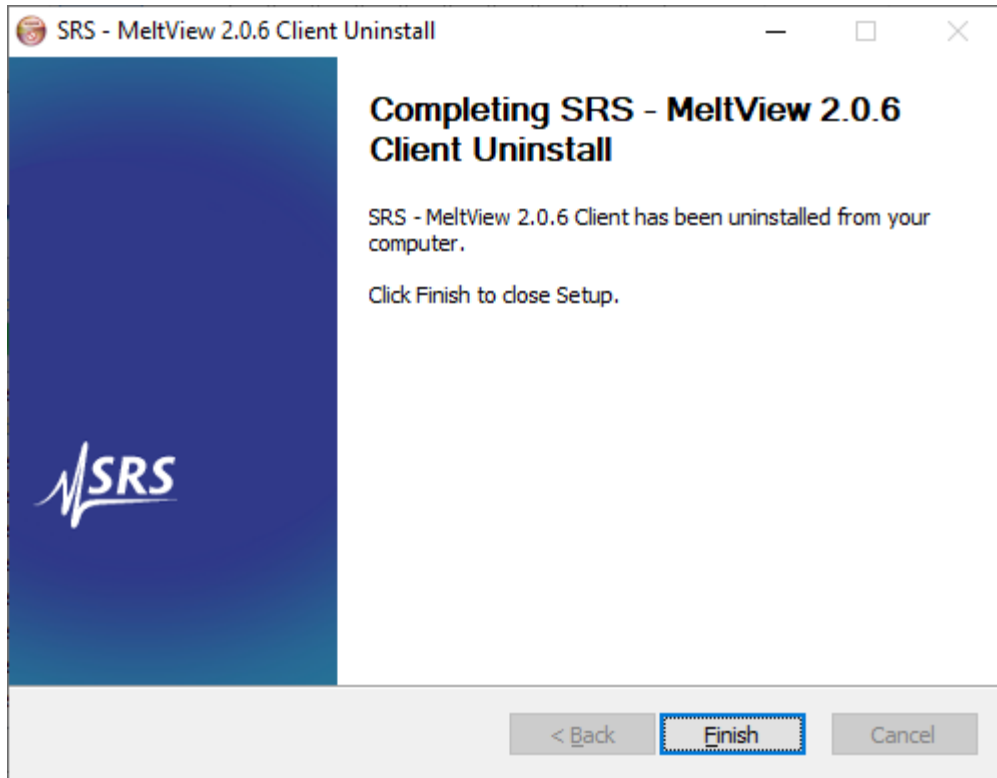 SRS - MeltView 2.0.6 Client Uninstall
Completing SRS - MeltView 2.0.6
Client Uninstall
SRS - MeltView 2.0.6 Client has been uninstalled from your
computer.
Click Finish to close Setup.
SRS
< Back
Finish
Cancel